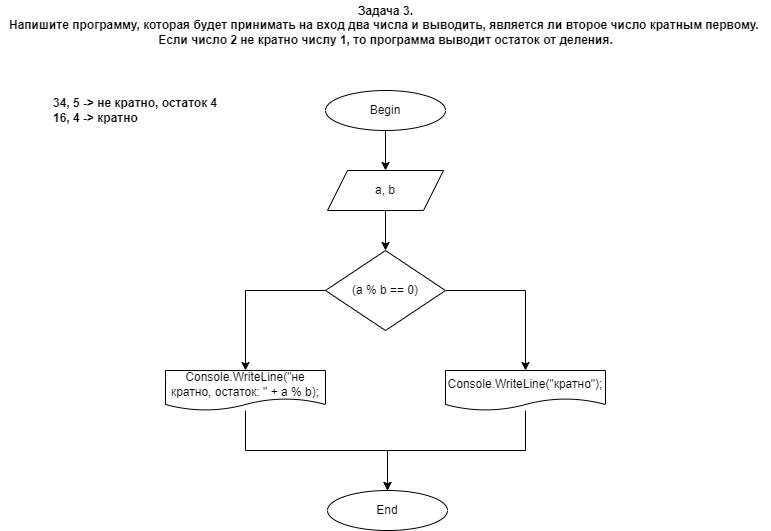 Задача 3.
Напишите программу, которая будет принимать на вход два числа и выводить, является ли второе число кратным первому.
Если число 2 не кратно числу 1, то программа выводит остаток от деления.
34, 5 -> не кратно, остаток 4
16, 4 -> кратно
Begin
a, b
(a % b == 0)
Console.WriteLine("не
кратно, остаток: " + a % b);
Console.WriteLine("кратно");
End